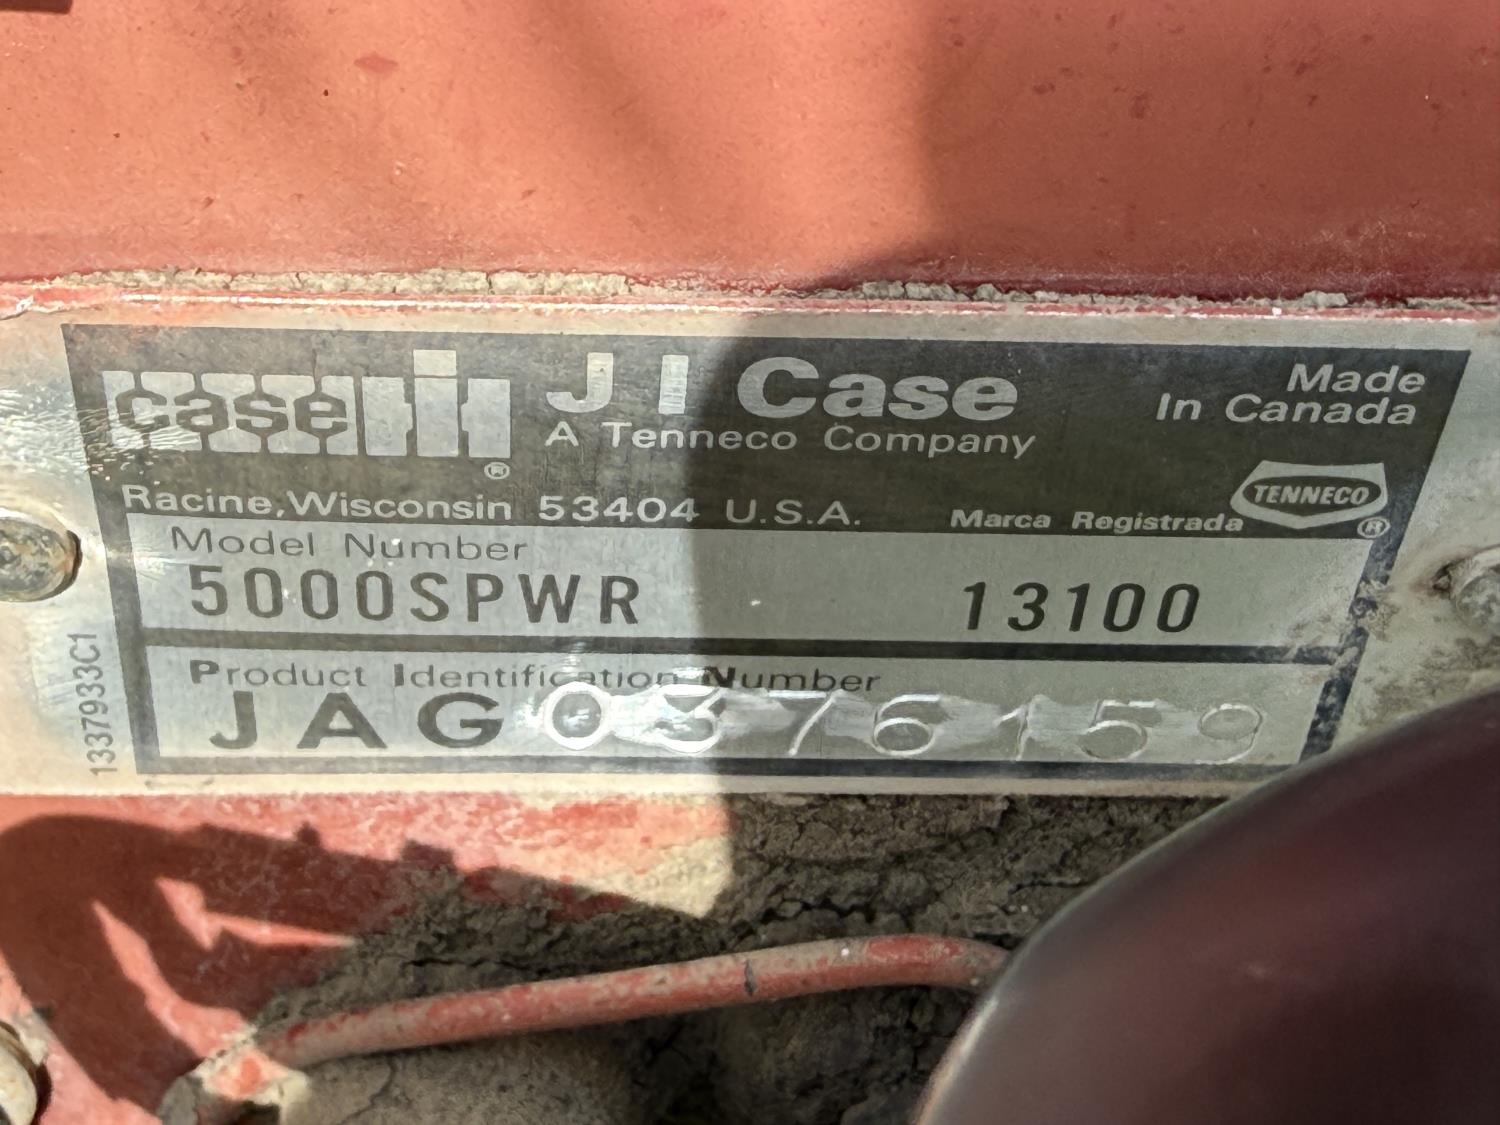 case IH ®
J I Case
A Tenneco Company
Made
In Canada
Racine, Wisconsin 53404 U.S.A.
Marca Registrada
TENNECO ®
Model Number
5000SPWR 13100
Product Identification Number
JAG0376159
1337933C1